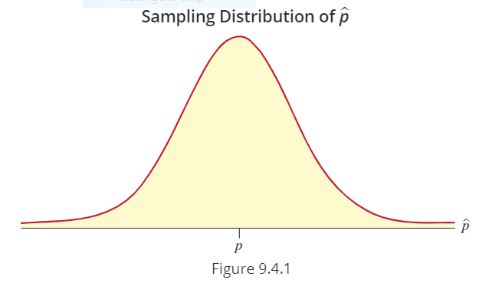 Sampling Distribution of p̂
p̂
p
Figure 9.4.1